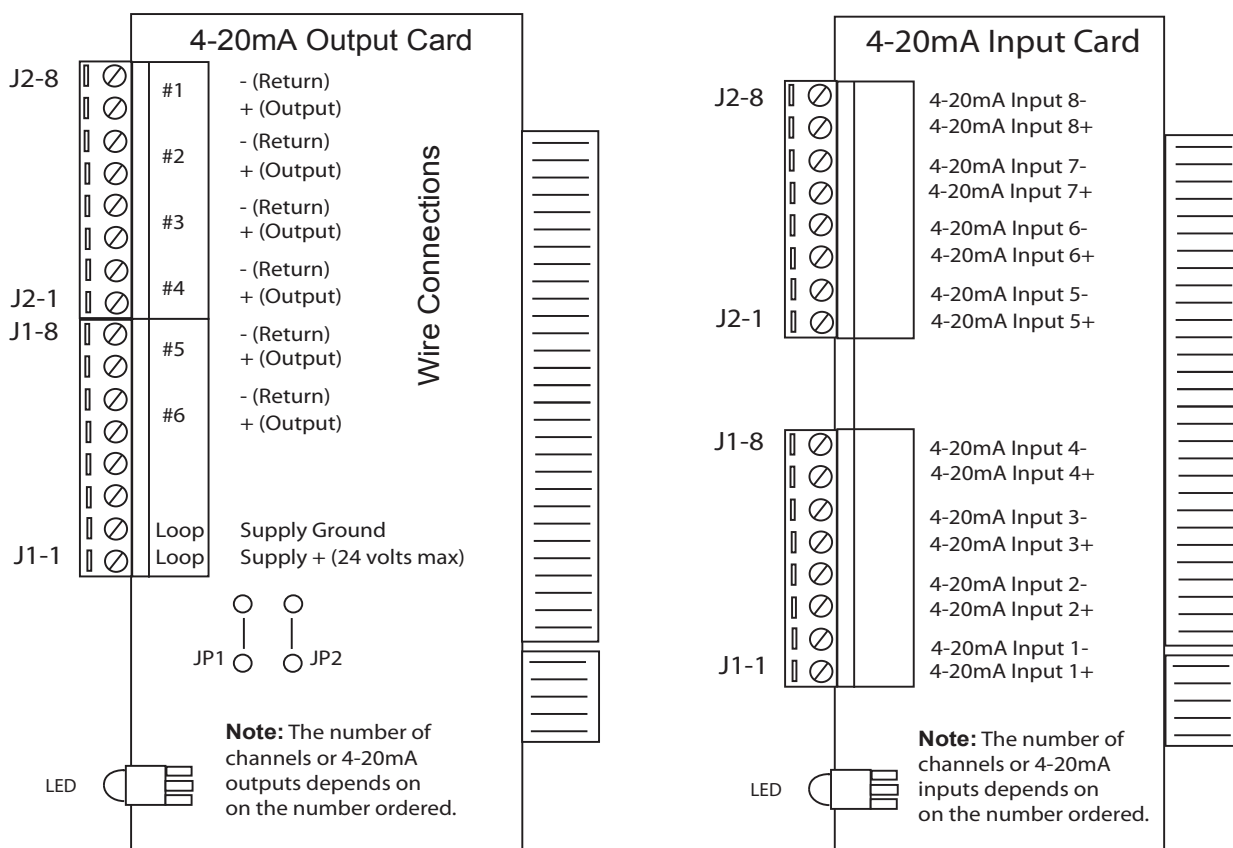 4-20mA Output Card
J2-8
#1
- (Return)
+ (Output)
#2
- (Return)
+ (Output)
#3
- (Return)
+ (Output)
#4
- (Return)
+ (Output)
J2-1
J1-8
#5
- (Return)
+ (Output)
#6
- (Return)
+ (Output)
Loop Supply Ground
J1-1 Loop Supply + (24 volts max)
Wire Connections
JP1 JP2
Note: The number of
channels or 4-20mA
outputs depends on
on the number ordered.
LED
4-20mA Input Card
J2-8
4-20mA Input 8-
4-20mA Input 8+
4-20mA Input 7-
4-20mA Input 7+
4-20mA Input 6-
4-20mA Input 6+
4-20mA Input 5-
J2-1 4-20mA Input 5+
J1-8 4-20mA Input 4-
4-20mA Input 4+
4-20mA Input 3-
4-20mA Input 3+
4-20mA Input 2-
4-20mA Input 2+
4-20mA Input 1-
J1-1 4-20mA Input 1+
Note: The number of
channels or 4-20mA
inputs depends on
on the number ordered.
LED